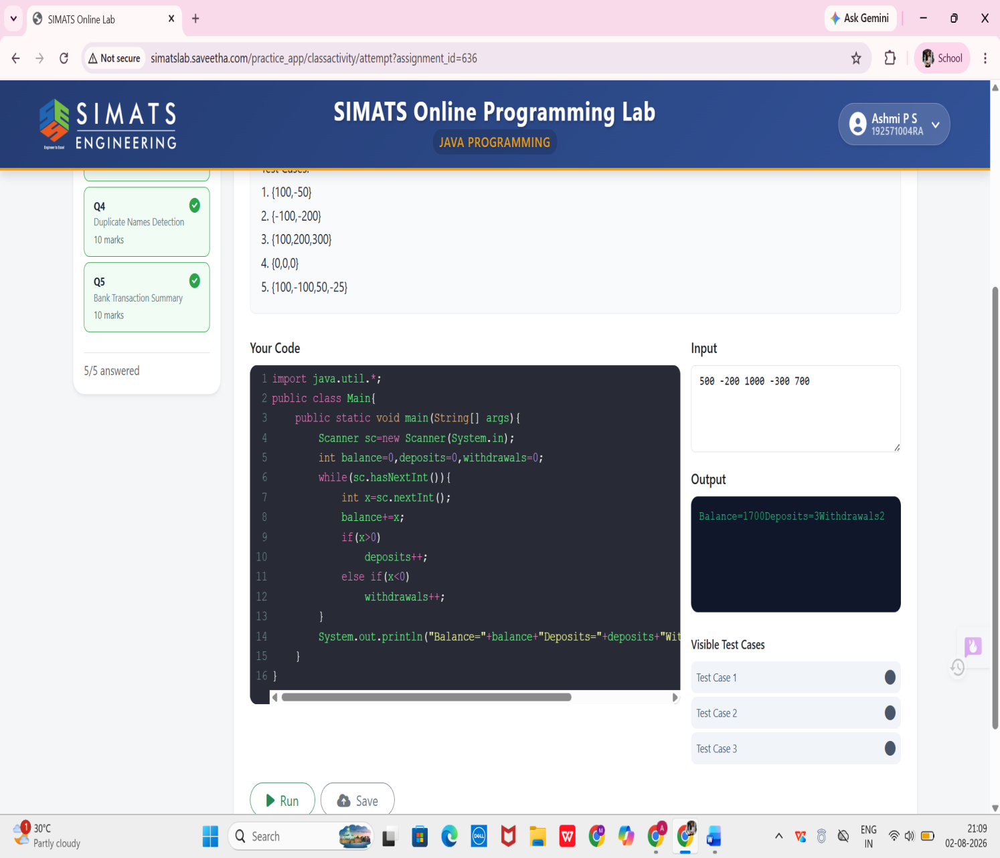 SIMATS Online Lab
Ask Gemini
Not secure
simatslab.saveetha.com/practice_app/classactivity/attempt?assignment_id=636
School
SIMATS
ENGINEERING
Engineer to Excel
SIMATS Online Programming Lab
JAVA PROGRAMMING
Ashmi P S
192571004RA
Q4
Duplicate Names Detection
10 marks
Q5
Bank Transaction Summary
10 marks
5/5 answered
Test Cases:
1. {100,-50}
2. {-100,-200}
3. {100,200,300}
4. {0,0,0}
5. {100,-100,50,-25}
Your Code
1 import java.util.*;
2 public class Main{
3 public static void main(String[] args){
4 Scanner sc=new Scanner(System.in);
5 int balance=0,deposits=0,withdrawals=0;
6 while(sc.hasNextInt()){
7 int x=sc.nextInt();
8 balance+=x;
9 if(x>0)
10 deposits++;
11 else if(x<0)
12 withdrawals++;
13 }
14 System.out.println("Balance="+balance+"Deposits="+deposits+"Wit
15 }
16 }
Input
500 -200 1000 -300 700
Output
Balance=1700Deposits=3Withdrawals2
Visible Test Cases
Test Case 1
Test Case 2
Test Case 3
Run
Save
1
30°C
Partly cloudy
Search
DELL
W
M
A
W
ENG
IN
21:09
02-08-2026